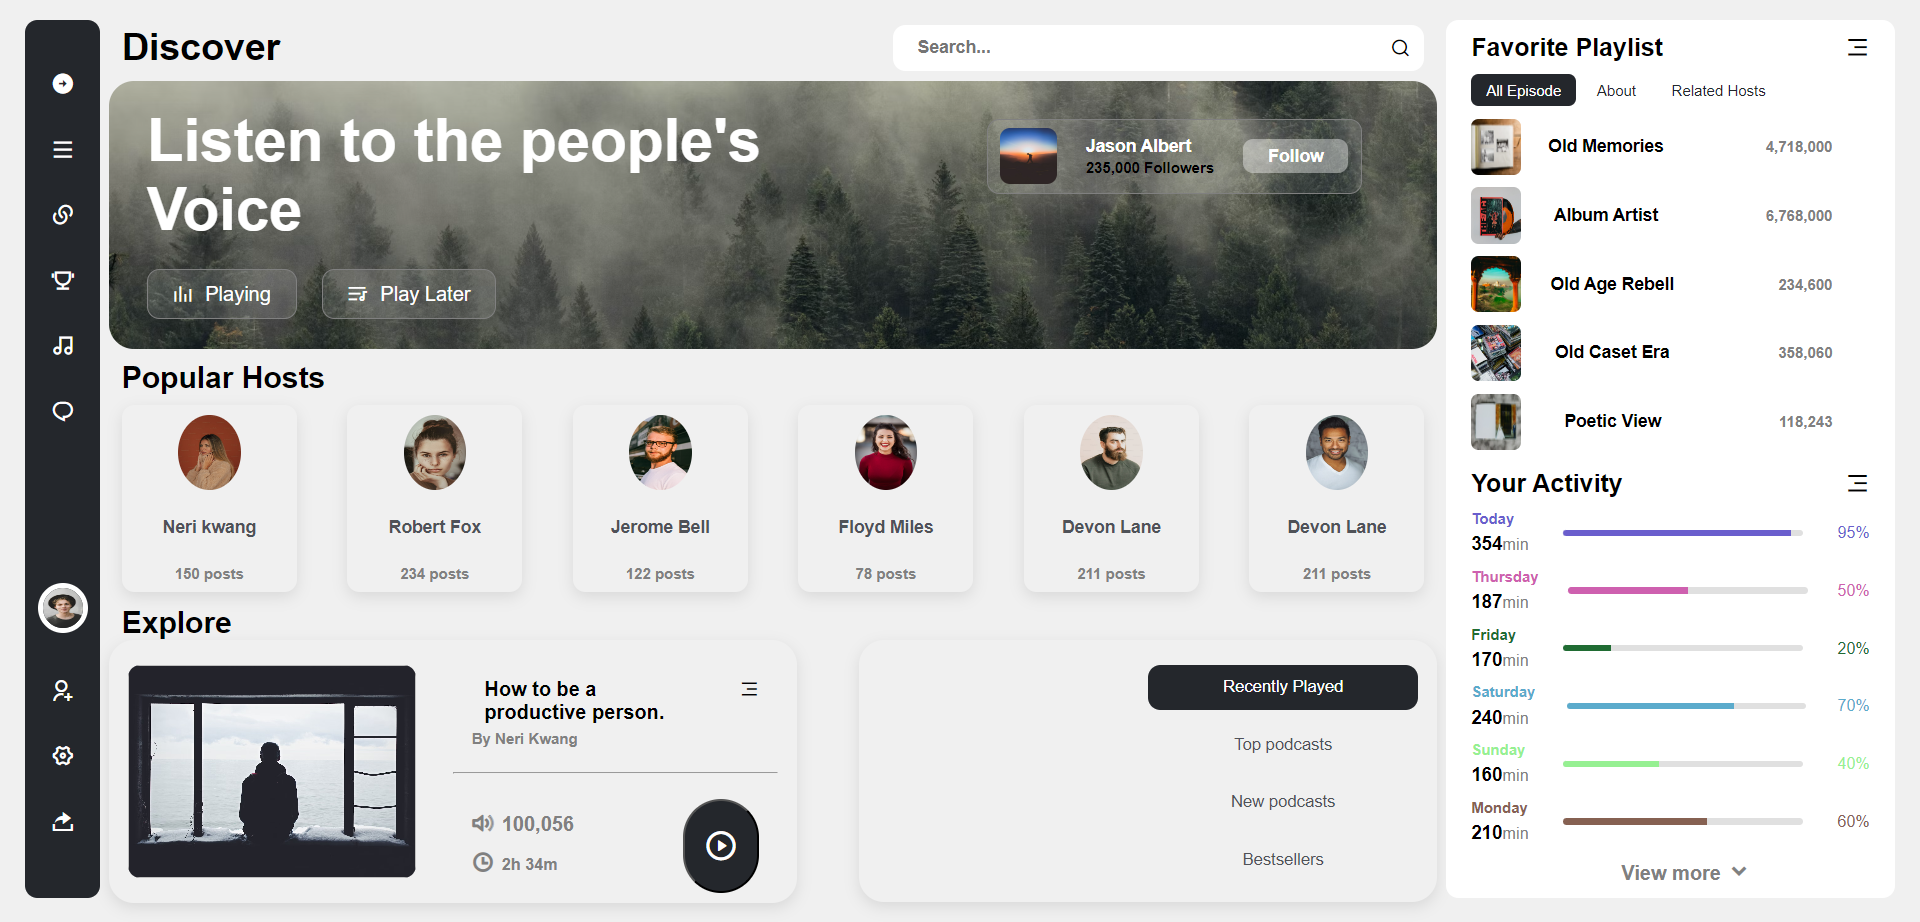 Discover
Search...
Listen to the people's
Voice
Jason Albert
235,000 Followers
Follow
Playing
Play Later
Popular Hosts
Neri kwang
150 posts
Robert Fox
234 posts
Jerome Bell
122 posts
Floyd Miles
78 posts
Devon Lane
211 posts
Devon Lane
211 posts
Explore
How to be a
productive person.
By Neri Kwang
100,056
2h 34m
Recently Played
Top podcasts
New podcasts
Bestsellers
Favorite Playlist
All Episode
About
Related Hosts
Old Memories
4,718,000
Album Artist
6,768,000
Old Age Rebell
234,600
Old Caset Era
358,060
Poetic View
118,243
Your Activity
Today
354min
95%
Thursday
187min
50%
Friday
170min
20%
Saturday
240min
70%
Sunday
160min
40%
Monday
210min
60%
View more